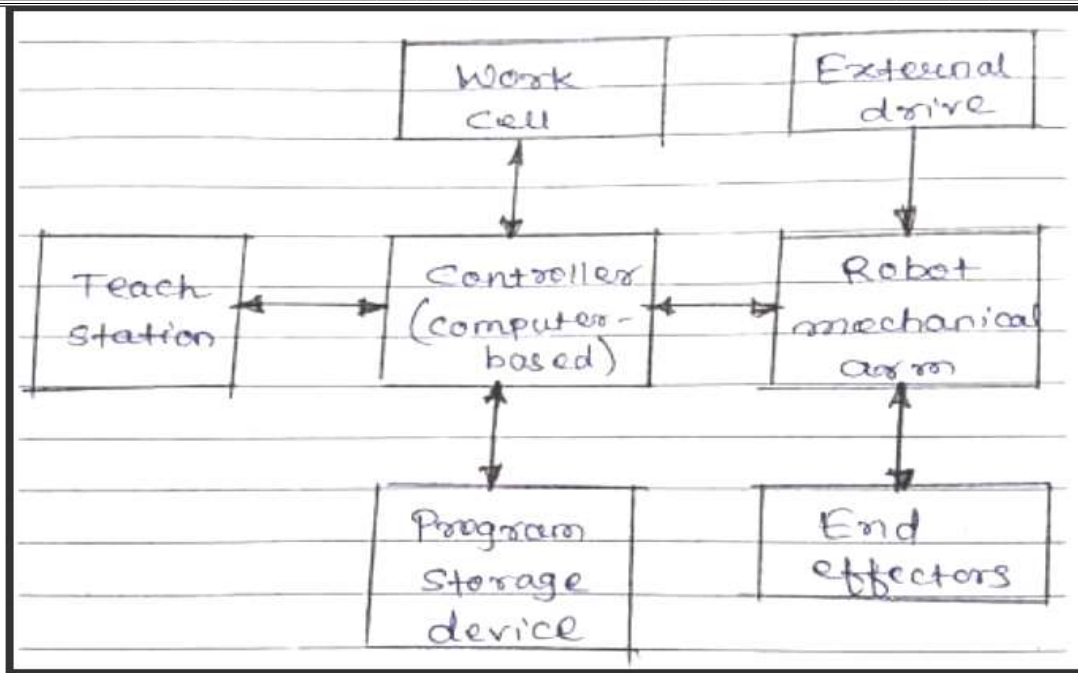 Work
Cell
External
drive
Teach
station
Controller
(computer-
based)
Robot
mechanical
arm
Program
Storage
device
End
effectors